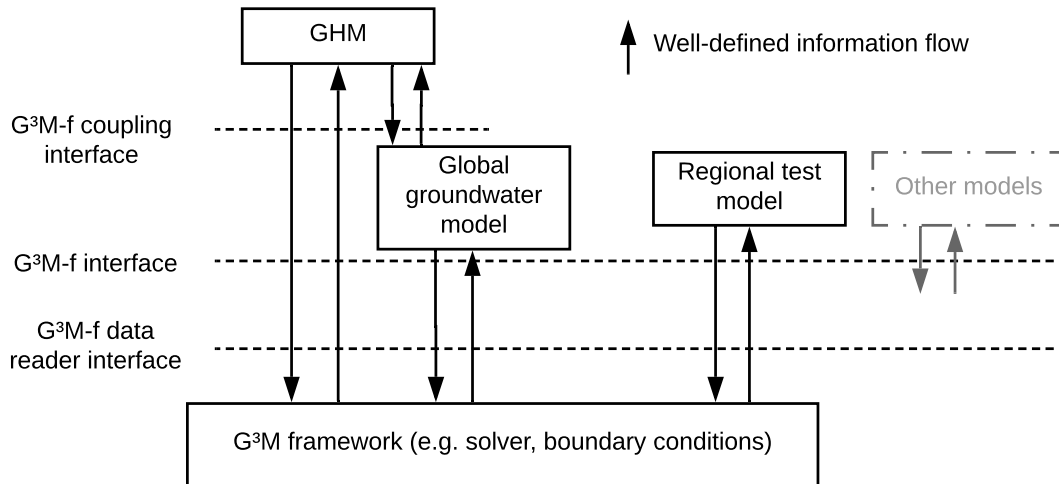 GHM
Well-defined information flow
G³M-f coupling
interface
Global
groundwater
model
Regional test
model
Other models
G³M-f interface
G³M-f data
reader interface
G³M framework (e.g. solver, boundary conditions)